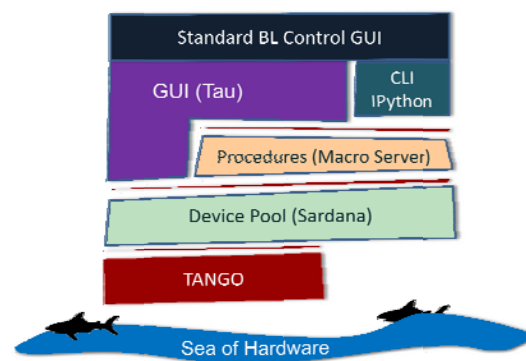 Standard BL Control GUI
GUI (Tau)
CLI
IPython
Procedures (Macro Server)
Device Pool (Sardana)
TANGO
Sea of Hardware